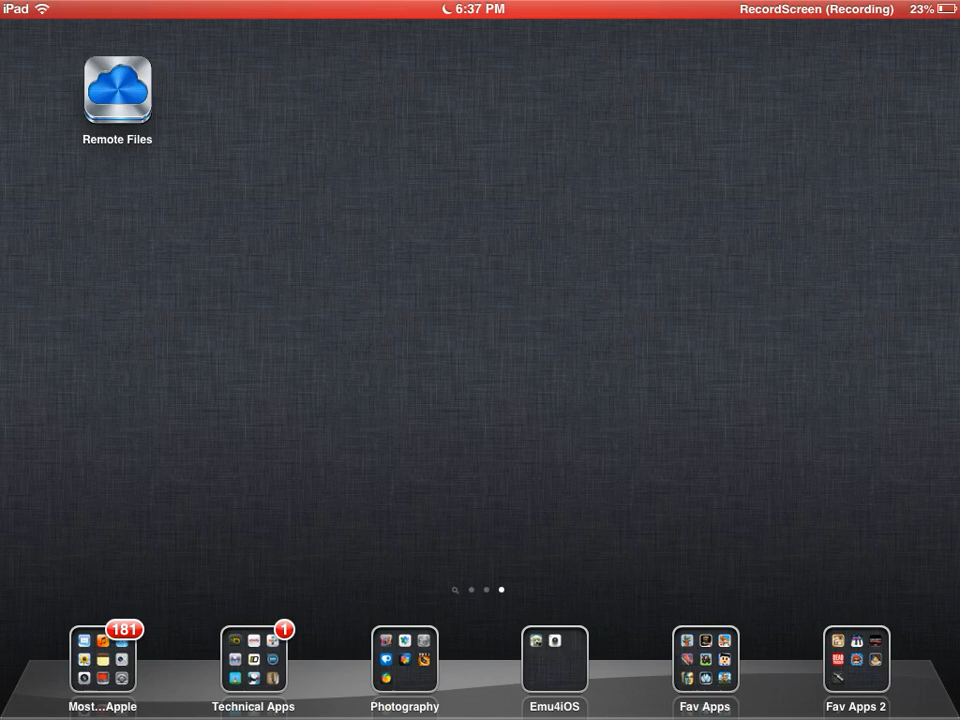 iPad 6:37 PM RecordScreen (Recording) 23%
Remote Files
181 1
Most...Apple Technical Apps Photography Emu4iOS Fav Apps Fav Apps 2